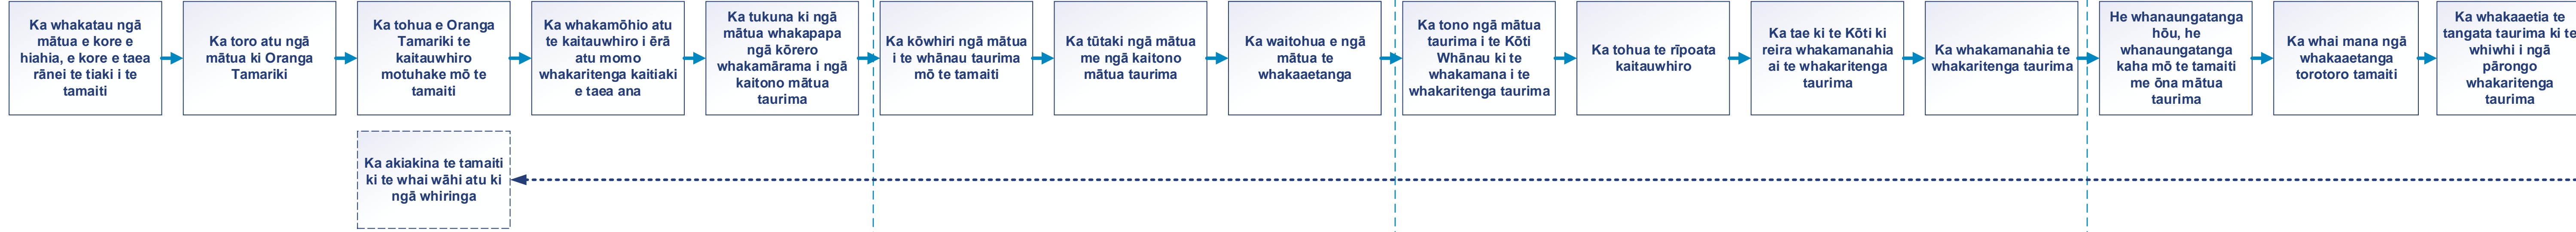 Ka whakatau ngā
mātua e kore e
hiahia, e kore e taea
rānei te tiaki i te
tamaiti
Ka toro atu ngā
mātua ki Oranga
Tamariki
Ka tohua e Oranga
Tamariki te
kaitauwhiro
motuhake mō te
tamaiti
Ka whakamōhio atu
te kaitauwhiro i ērā
atu momo
whakaritenga kaitiaki
e taea ana
Ka tukuna ki ngā
mātua whakapapa
ngā kōrero
whakamārama i ngā
kaitono mātua
taurima
Ka kōwhiri ngā mātua
i te whānau taurima
mō te tamaiti
Ka tūtaki ngā mātua
me ngā kaitono
mātua taurima
Ka waitohua e ngā
mātua te
whakaaetanga
Ka tono ngā mātua
taurima i te Kōti
Whānau ki te
whakamana i te
whakaritenga taurima
Ka tohua te rīpoata
kaitauwhiro
Ka tae ki te Kōti ki
reira whakamanahia
ai te whakaritenga
taurima
Ka whakamanahia te
whakaritenga taurima
He whanaungatanga
hōu, he
whanaungatanga
kaha mō te tamaiti
me ōna mātua
taurima
Ka whai mana ngā
whakaaetanga
torotoro tamaiti
Ka whakaaetia te
tangata taurima ki te
whiwhi i ngā
pārongo
whakaritenga
taurima
Ka akiakina te tamaiti
ki te whai wāhi atu ki
ngā whiringa